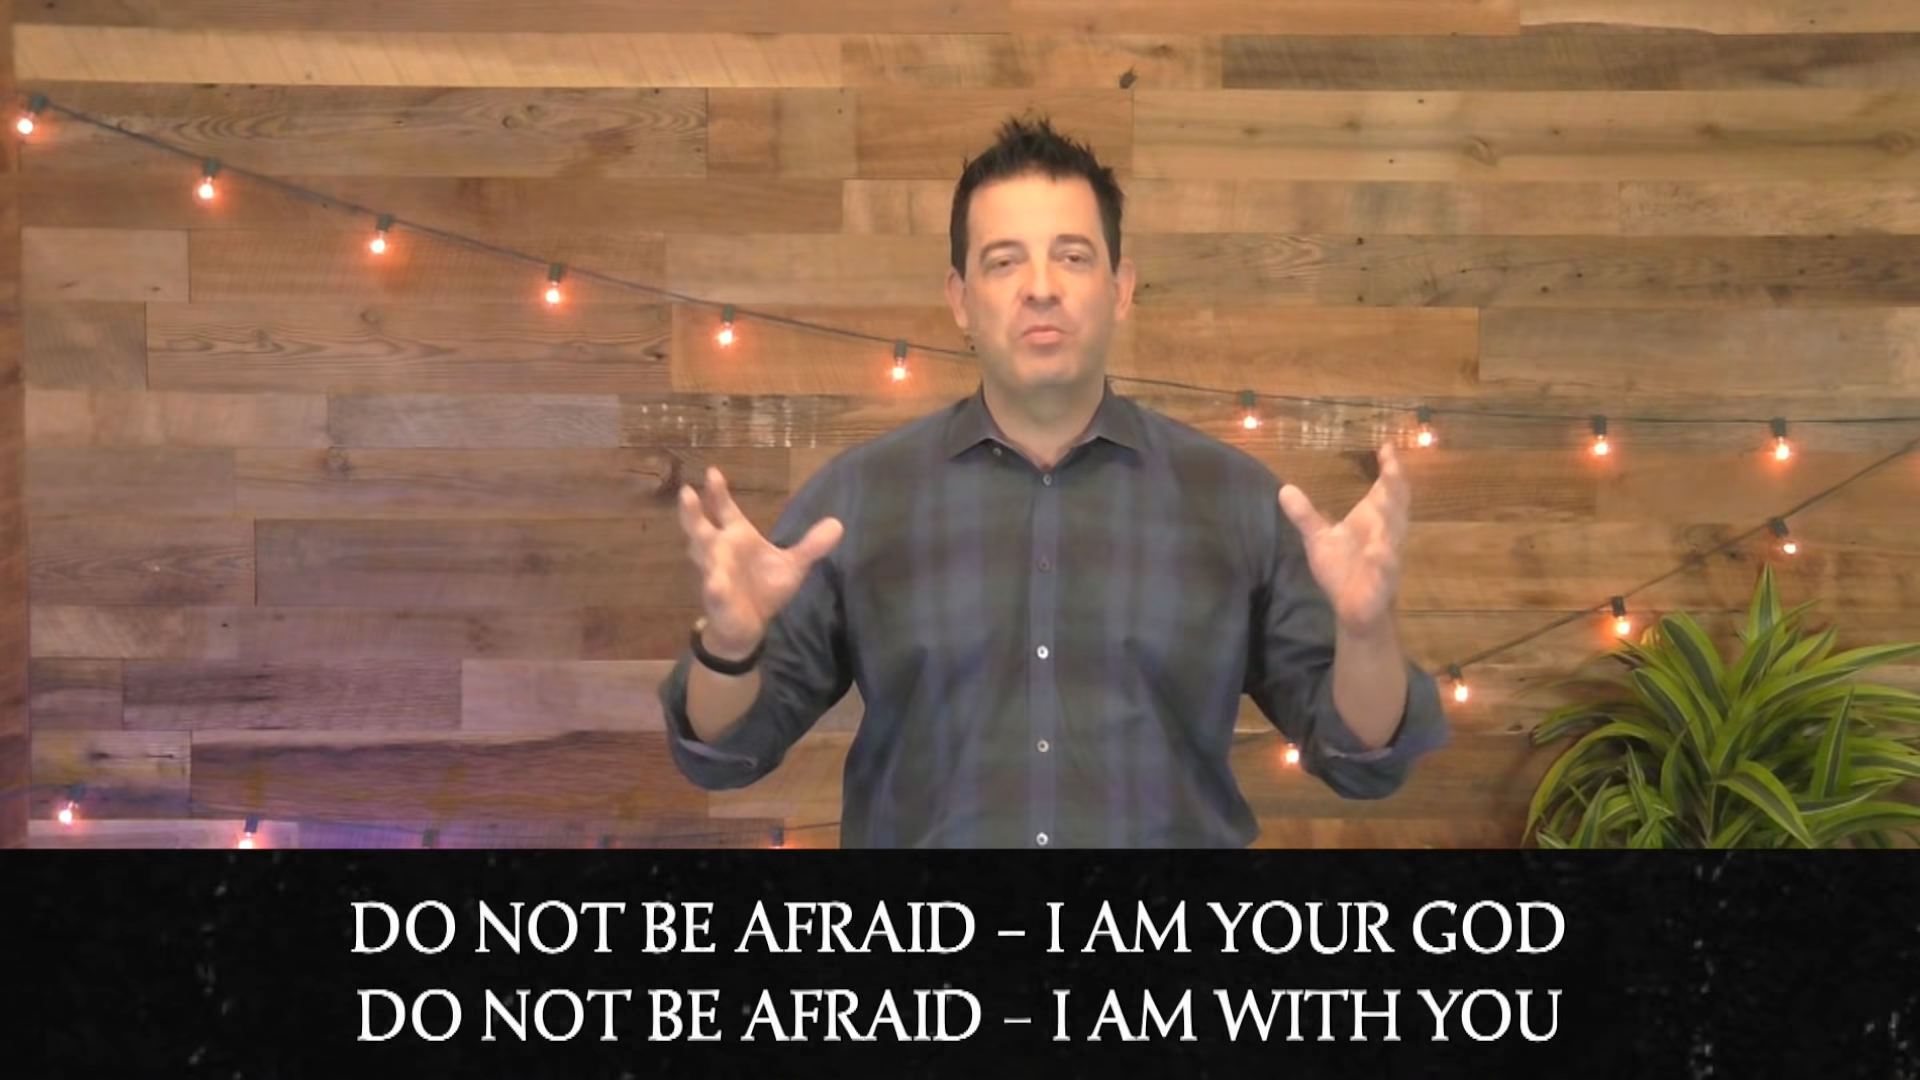 DO NOT BE AFRAID – I AM YOUR GOD
DO NOT BE AFRAID – I AM WITH YOU